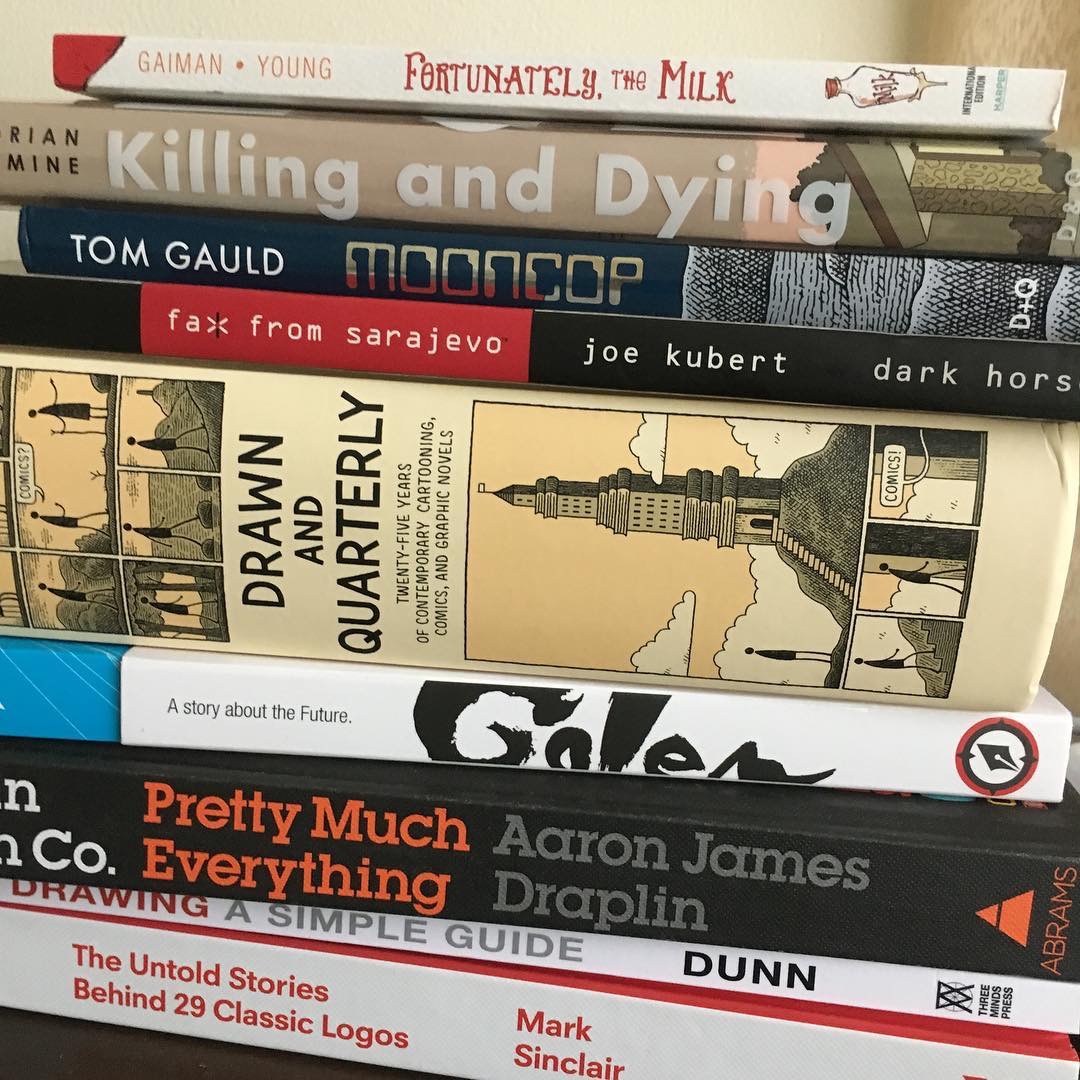 GAIMAN • YOUNG FORTUNATELY, THE MILK Milk INTERNATIONAL EDITION HARPER
RIAN
MINE
Killing and Dying D & Q
TOM GAULD MOONCOP D+Q
fax from sarajevo joe kubert dark hors
COMICS?
DRAWN
AND
QUARTERLY
TWENTY-FIVE YEARS
OF CONTEMPORARY CARTOONING,
COMICS, AND GRAPHIC NOVELS
COMICS!
A story about the Future.
n Co.
Pretty Much
Everything
Aaron James
Draplin
ABRAMS
DRAWING A SIMPLE GUIDE DUNN
THREE
MINDS
PRESS
The Untold Stories
Behind 29 Classic Logos
Mark
Sinclair